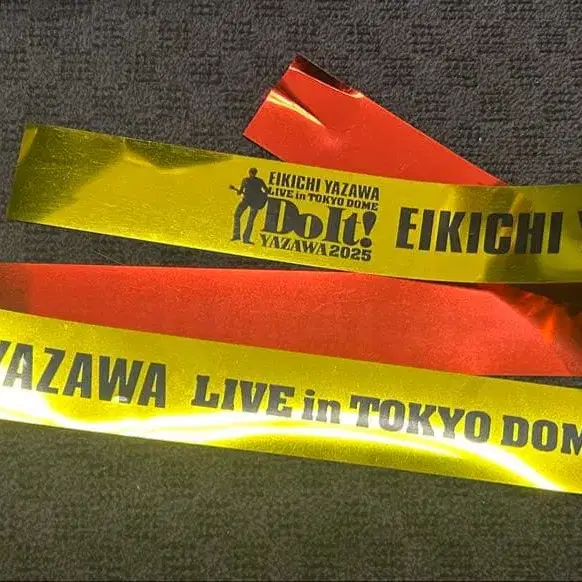 EIKICHI YAZAWA
LIVE in TOKYO DOME
DoIt!
YAZAWA 2025
EIKICHI
YAZAWA LIVE in TOKYO DOM